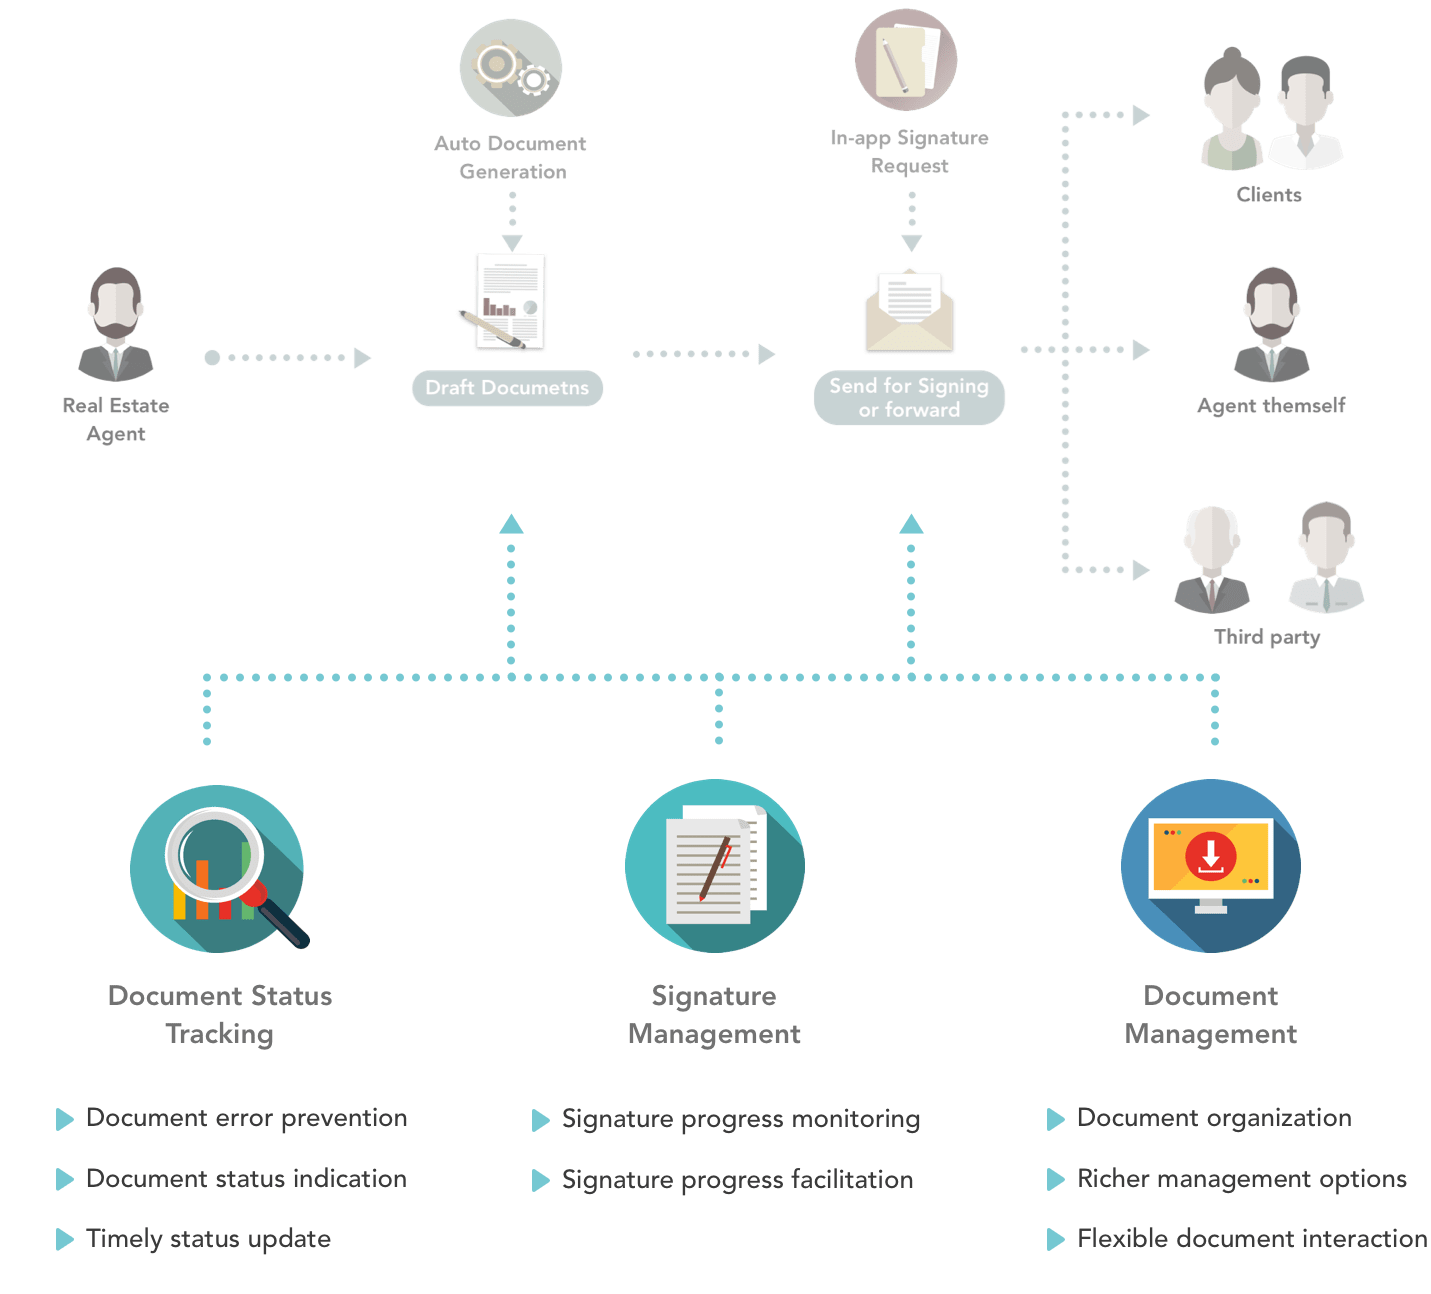 Auto Document
Generation
In-app Signature
Request
Clients
Real Estate
Agent
Draft Documetns
Send for Signing
or forward
Agent themself
Third party
Document Status
Tracking
Signature
Management
Document
Management
Document error prevention
Document status indication
Timely status update
Signature progress monitoring
Signature progress facilitation
Document organization
Richer management options
Flexible document interaction